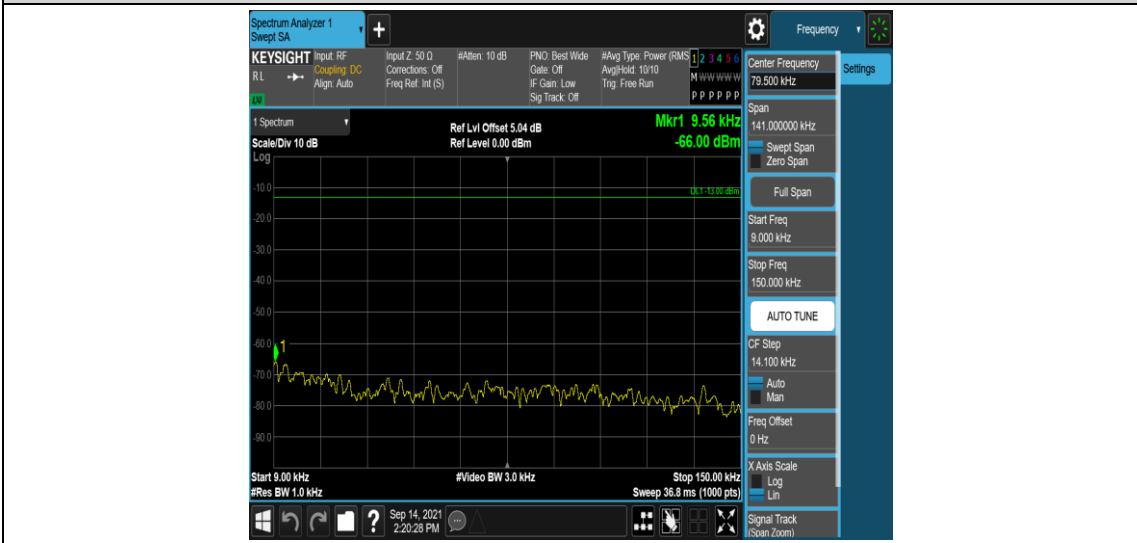 Spectrum Analyzer 1
Swept SA
+
Frequency
KEYSIGHT
RL
LXI
Input: RF
Coupling: DC
Align: Auto
Input Z: 50 Ω
Corrections: Off
Freq Ref: Int (S)
#Atten: 10 dB
PNO: Best Wide
Gate: Off
IF Gain: Low
Sig Track: Off
#Avg Type: Power (RMS
Avg|Hold: 10/10
Trig: Free Run
1 2 3 4 5 6
M W W W W W
P P P P P P
1 Spectrum
Scale/Div 10 dB
Log
Ref Lvl Offset 5.04 dB
Ref Level 0.00 dBm
Mkr1 9.56 kHz
-66.00 dBm
DL1 -13.00 dBm
-10.0
-20.0
-30.0
-40.0
-50.0
-60.0
-70.0
-80.0
-90.0
1
Start 9.00 kHz
#Res BW 1.0 kHz
#Video BW 3.0 kHz
Stop 150.00 kHz
Sweep 36.8 ms (1000 pts)
Center Frequency
79.500 kHz
Span
141.000000 kHz
Swept Span
Zero Span
Full Span
Start Freq
9.000 kHz
Stop Freq
150.000 kHz
AUTO TUNE
CF Step
14.100 kHz
Auto
Man
Freq Offset
0 Hz
X Axis Scale
Log
Lin
Signal Track
(Span Zoom)
Settings
?
Sep 14, 2021
2:20:28 PM